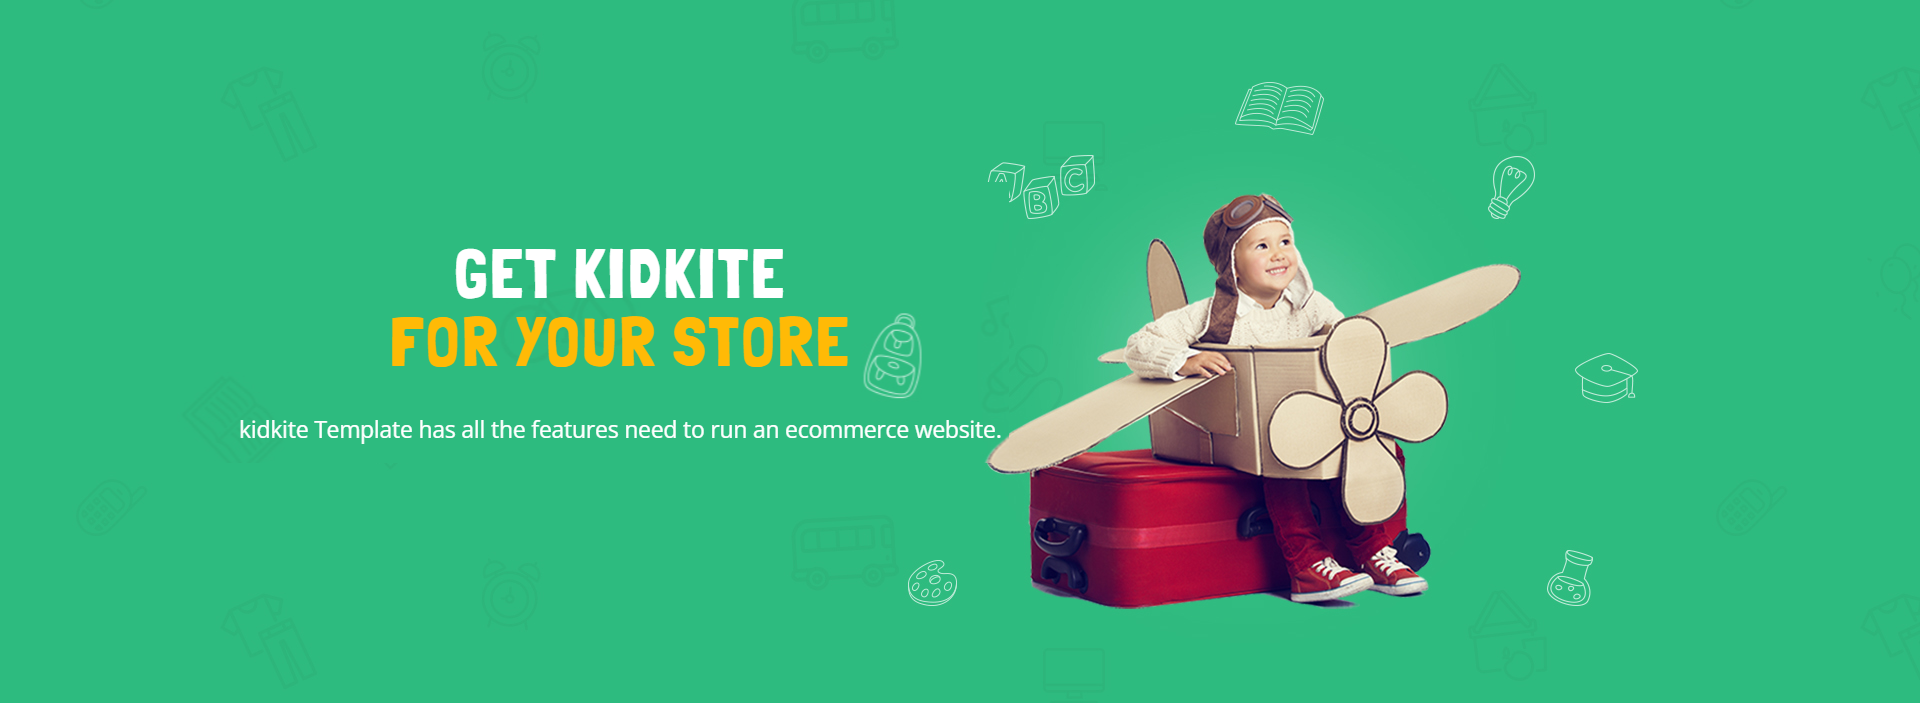 GET KIDKITE
FOR YOUR STORE
kidkite Template has all the features need to run an ecommerce website.
A
B
C